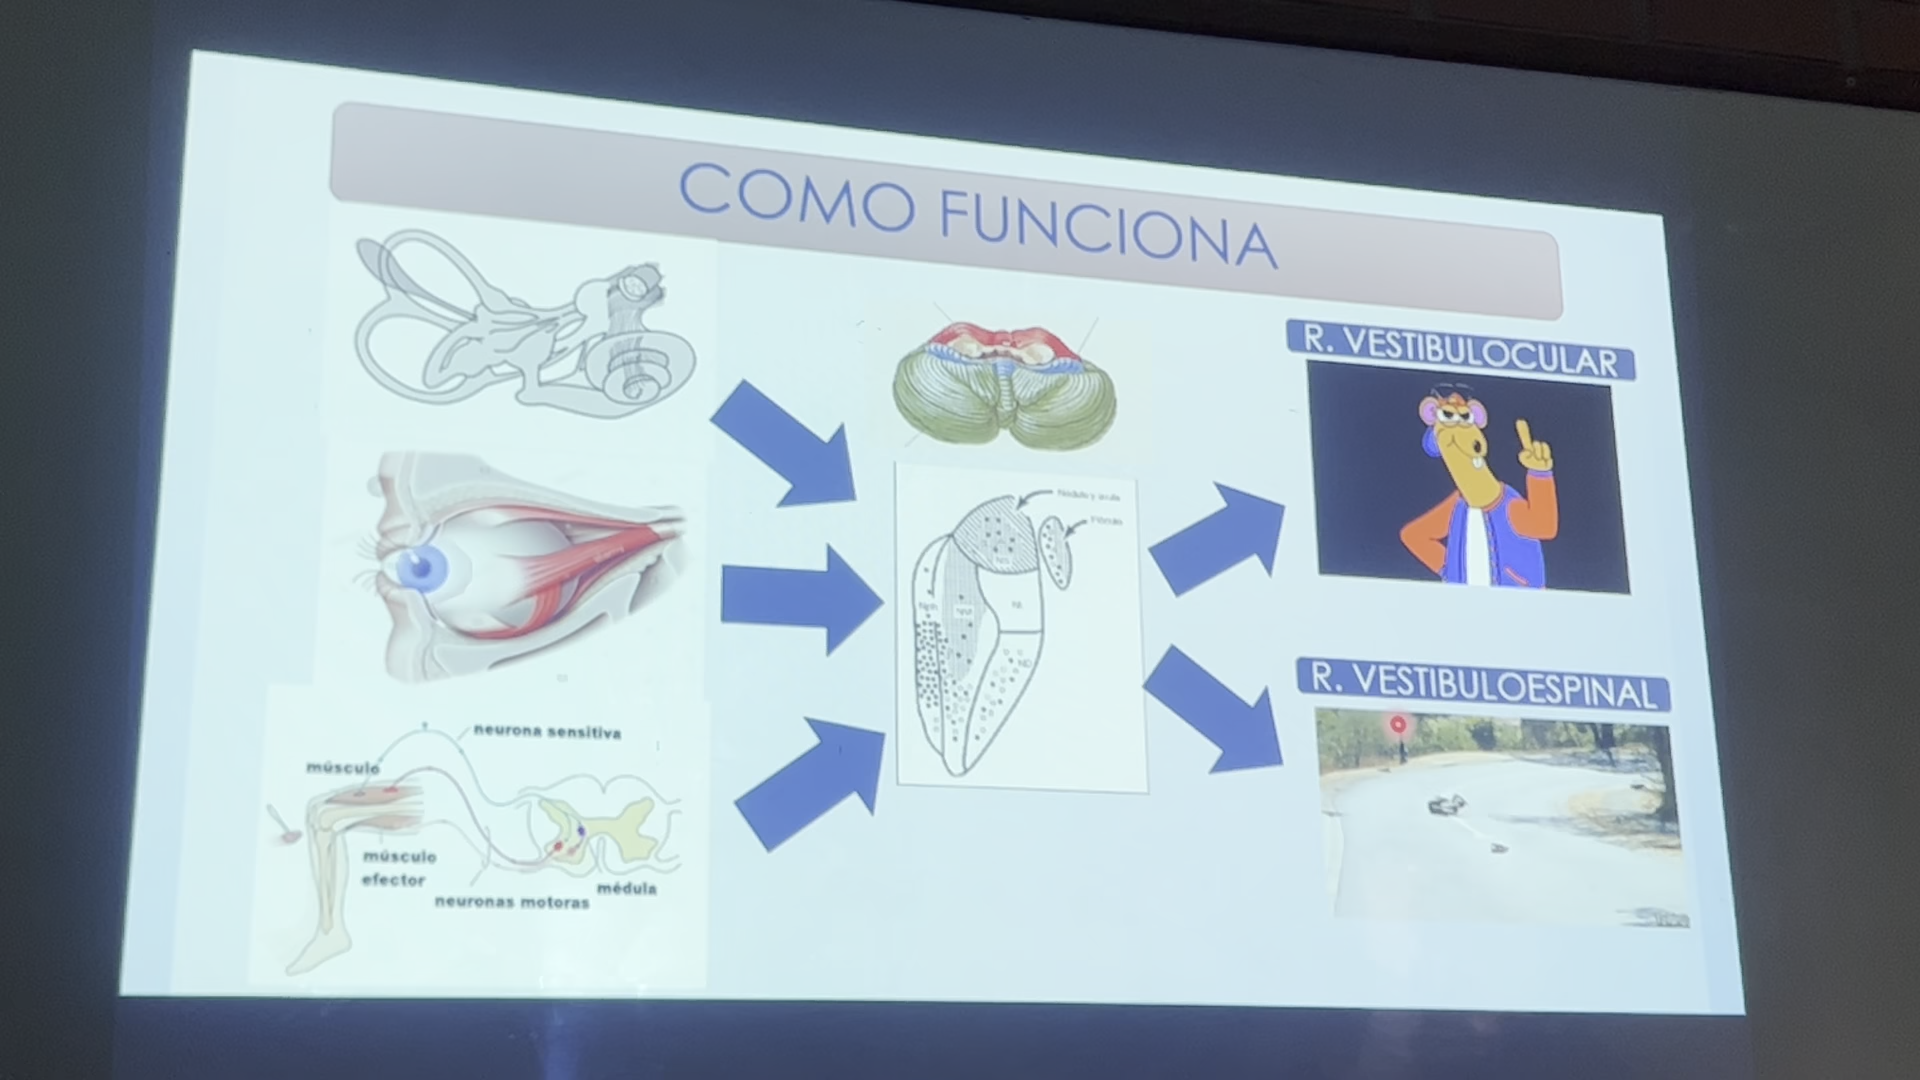 COMO FUNCIONA
R. VESTIBULOCULAR
R. VESTIBULOESPINAL
neurona sensitiva
músculo
músculo
efector
neuronas motoras
médula